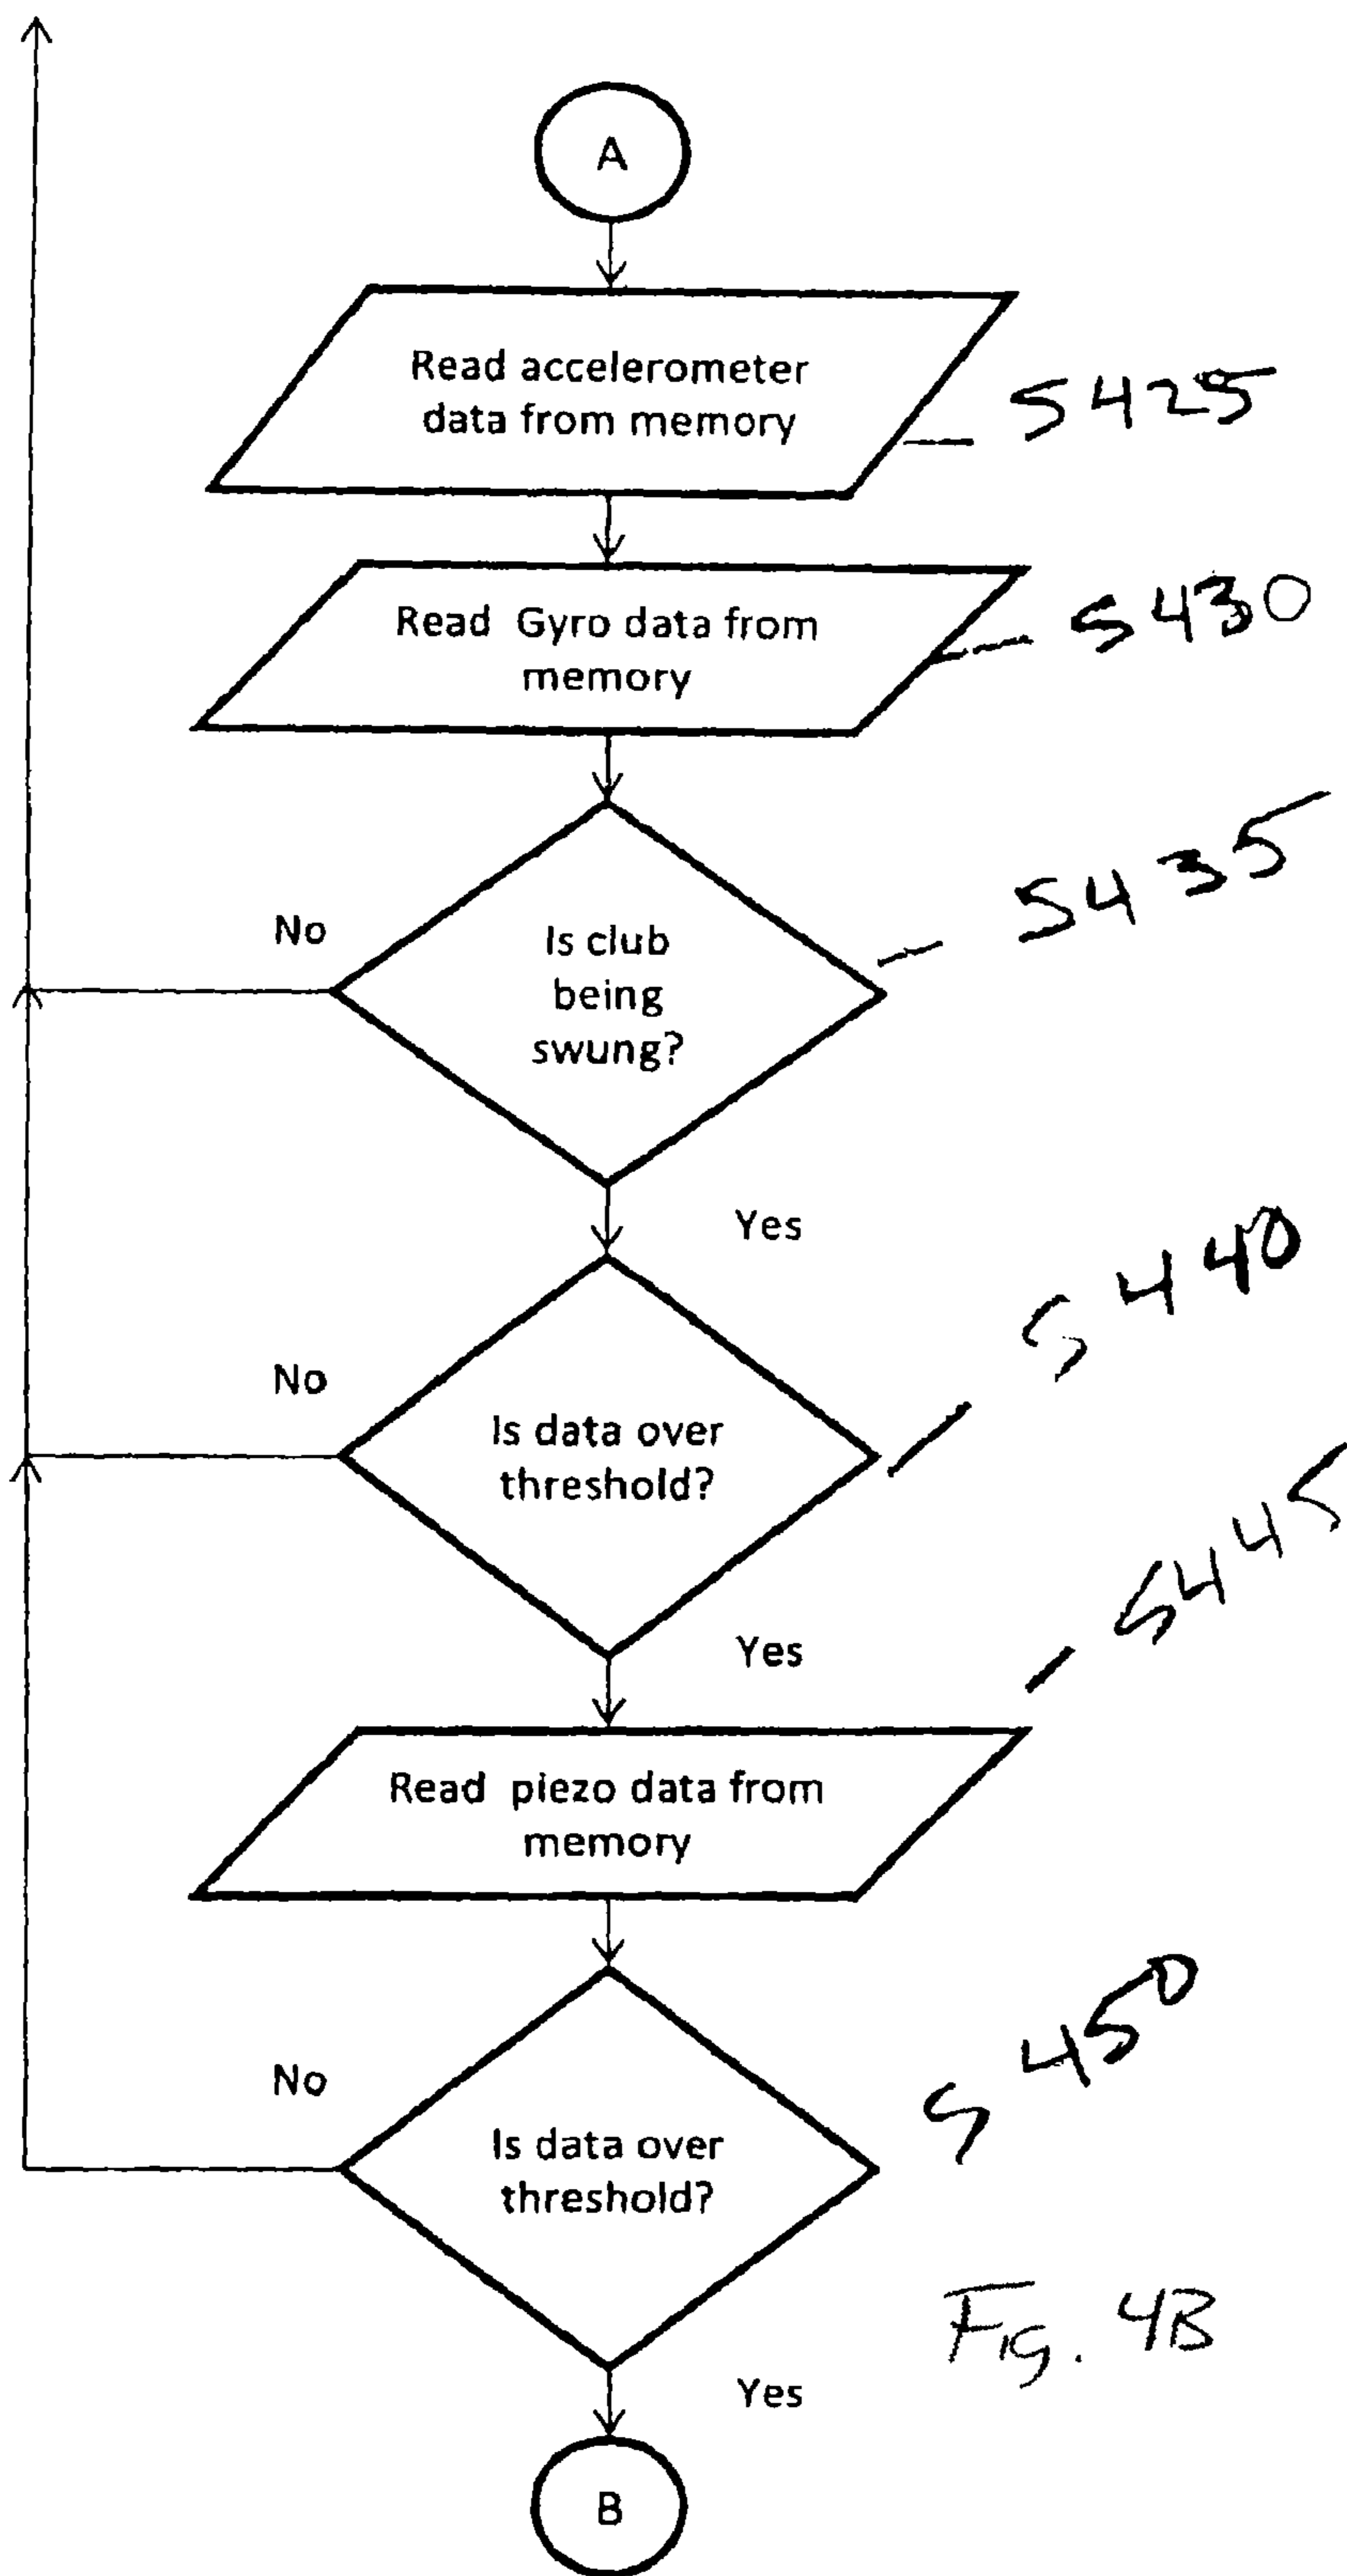 A
Read accelerometer
data from memory
S425
Read Gyro data from
memory
S430
No
Is club
being
swung?
S435
Yes
No
Is data over
threshold?
S440
Yes
Read piezo data from
memory
S445
No
Is data over
threshold?
S450
Yes
Fig. 4B
B